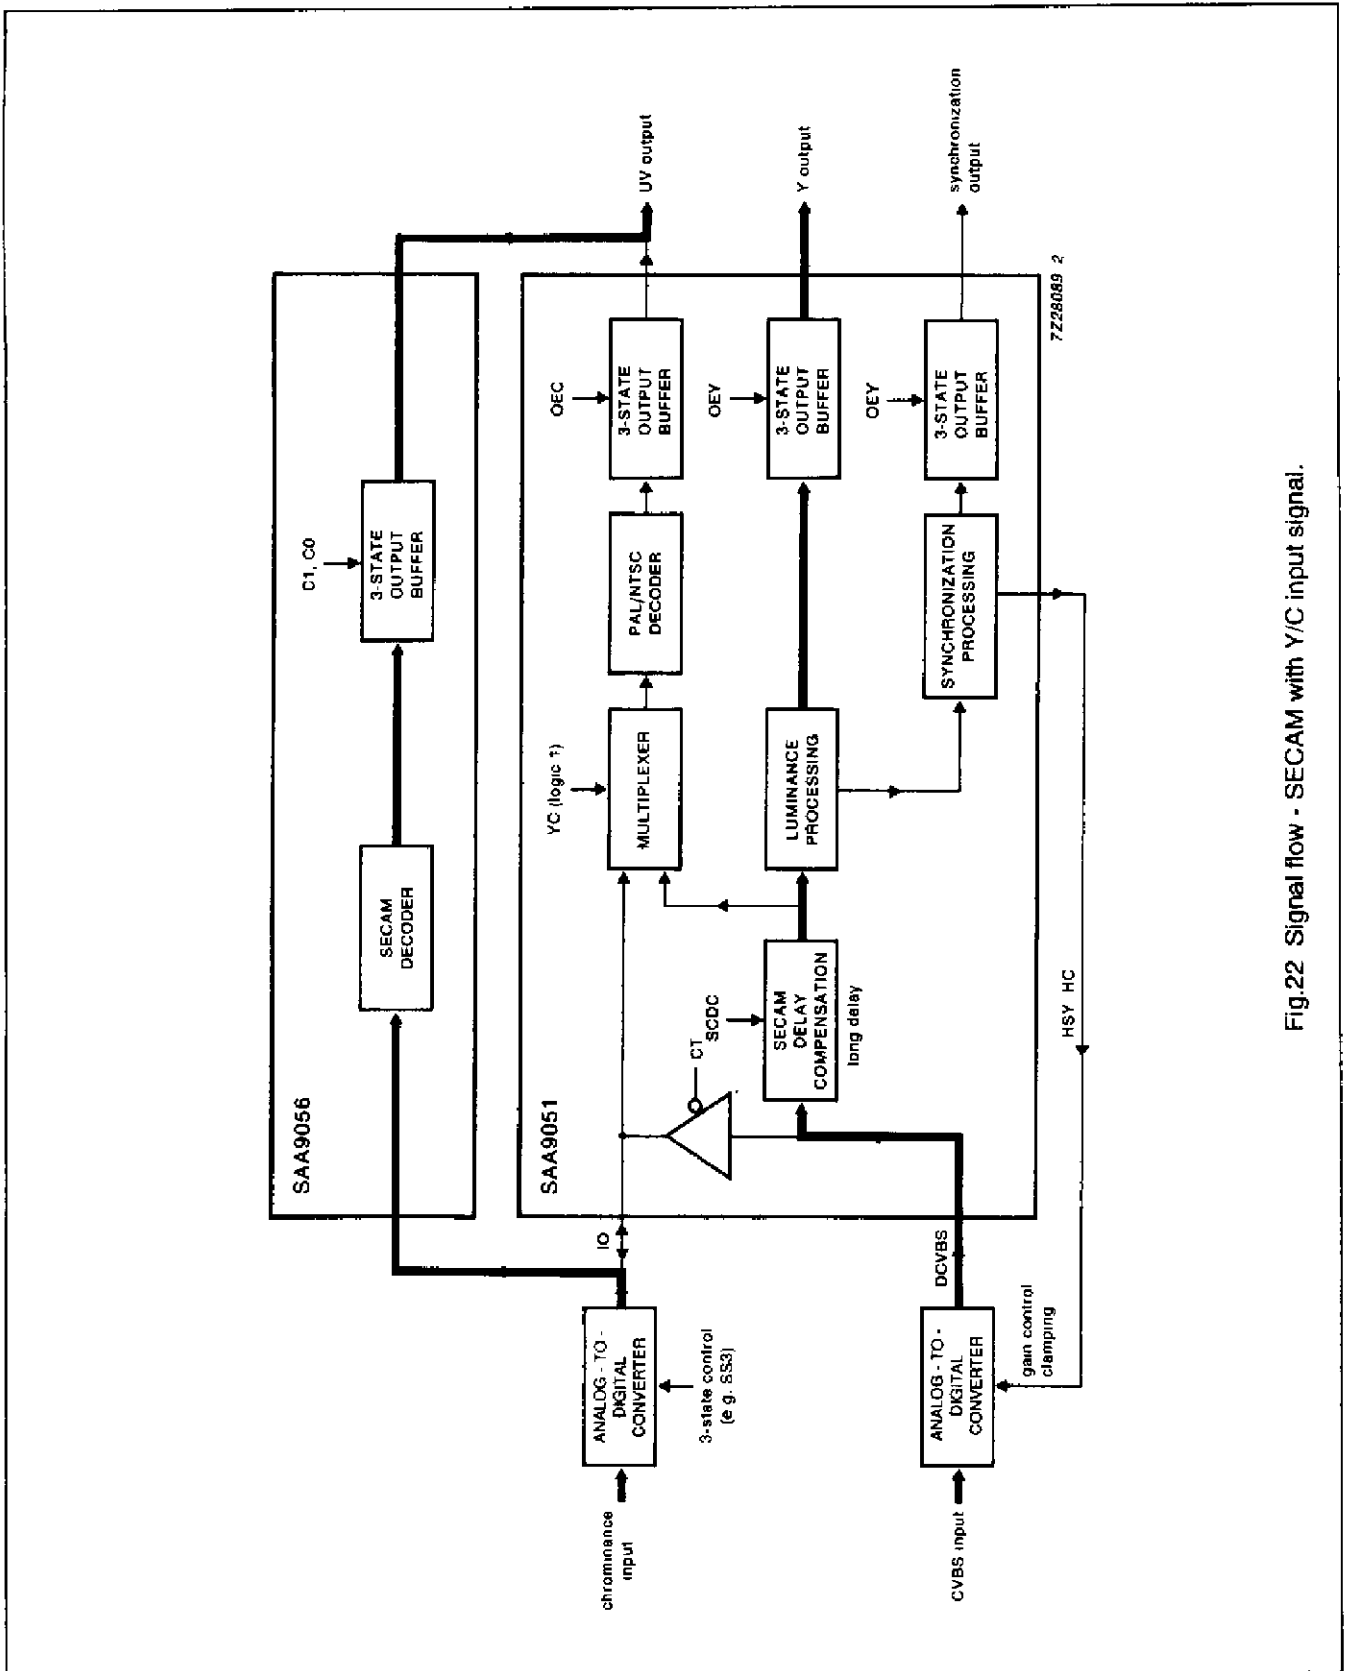 SAA9056
SECAM
DECODER
C1, C0
3-STATE
OUTPUT
BUFFER
UV output
SAA9051
chrominance
input
ANALOG - TO -
DIGITAL
CONVERTER
3-state control
(e.g. SS3)
IO
CT
YC (logic 1)
MULTIPLEXER
PAL/NTSC
DECODER
OEC
3-STATE
OUTPUT
BUFFER
CVBS input
ANALOG - TO -
DIGITAL
CONVERTER
gain control
clamping
DCVBS
SCDC
SECAM
DELAY
COMPENSATION
long delay
LUMINANCE
PROCESSING
OEY
3-STATE
OUTPUT
BUFFER
Y output
SYNCHRONIZATION
PROCESSING
OEY
3-STATE
OUTPUT
BUFFER
synchronization
output
HSY HC
7Z28089 2
Fig.22 Signal flow - SECAM with Y/C input signal.